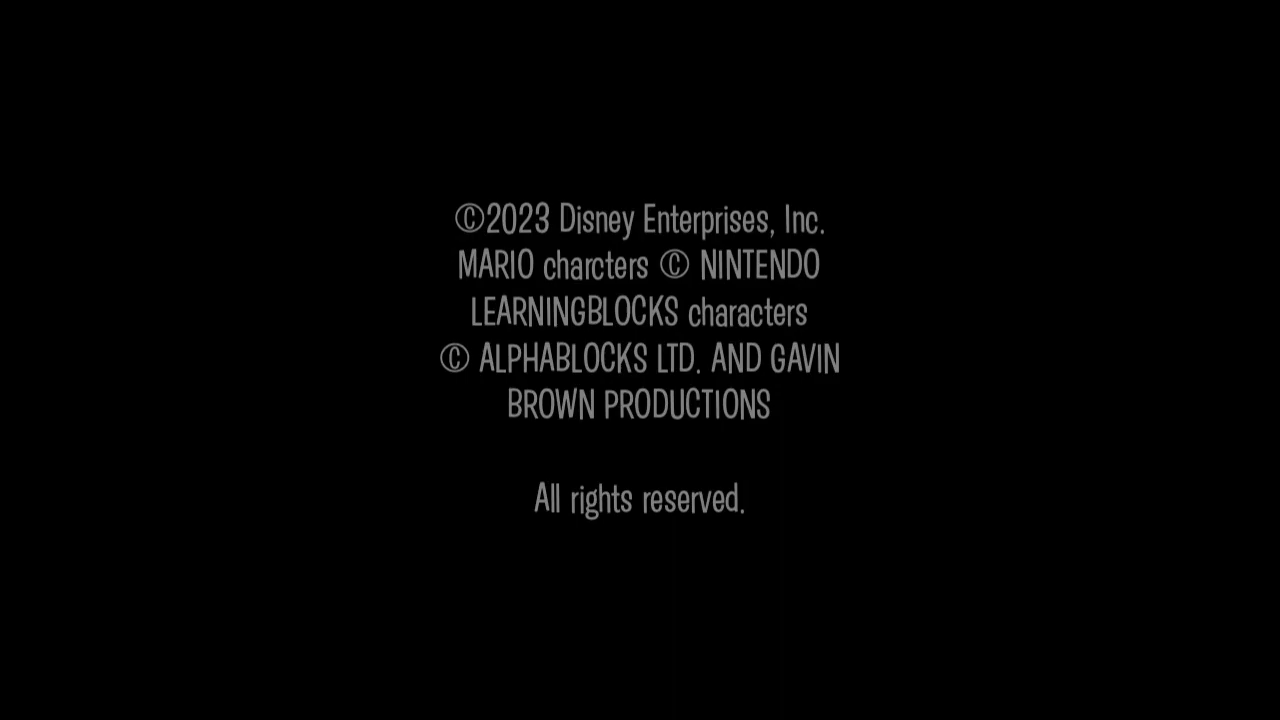 ©2023 Disney Enterprises, Inc.
MARIO charcters © NINTENDO
LEARNINGBLOCKS characters
© ALPHABLOCKS LTD. AND GAVIN
BROWN PRODUCTIONS
All rights reserved.